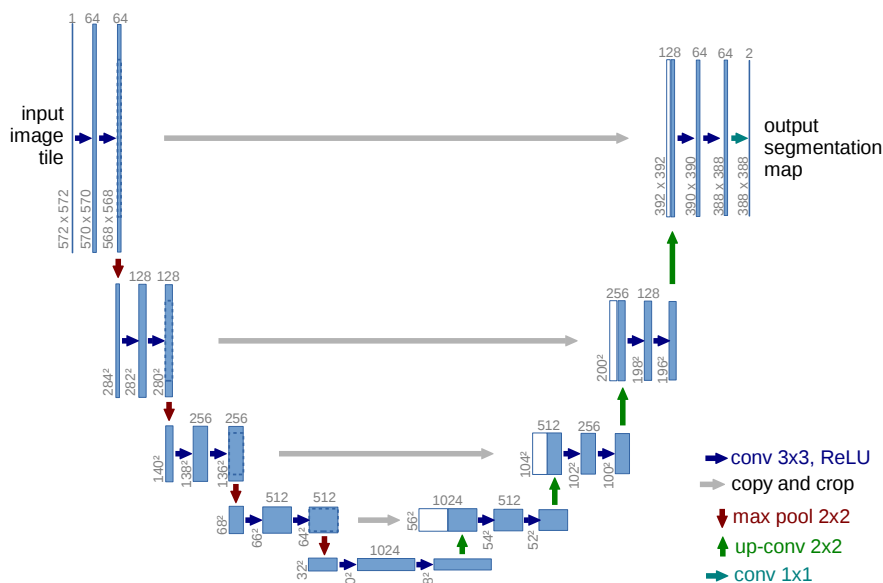 1 64 64
128 64 64 2
input
image
tile
output
segmentation
map
572 x 572
570 x 570
568 x 568
392 x 392
390 x 390
388 x 388
388 x 388
128 128
256 128
284²
282²
280²
200²
198²
196²
256 256
512 256
140²
138²
136²
104²
102²
100²
512 512
1024 512
68²
66²
64²
56²
54²
52²
1024
32²
conv 3x3, ReLU
copy and crop
max pool 2x2
up-conv 2x2
conv 1x1